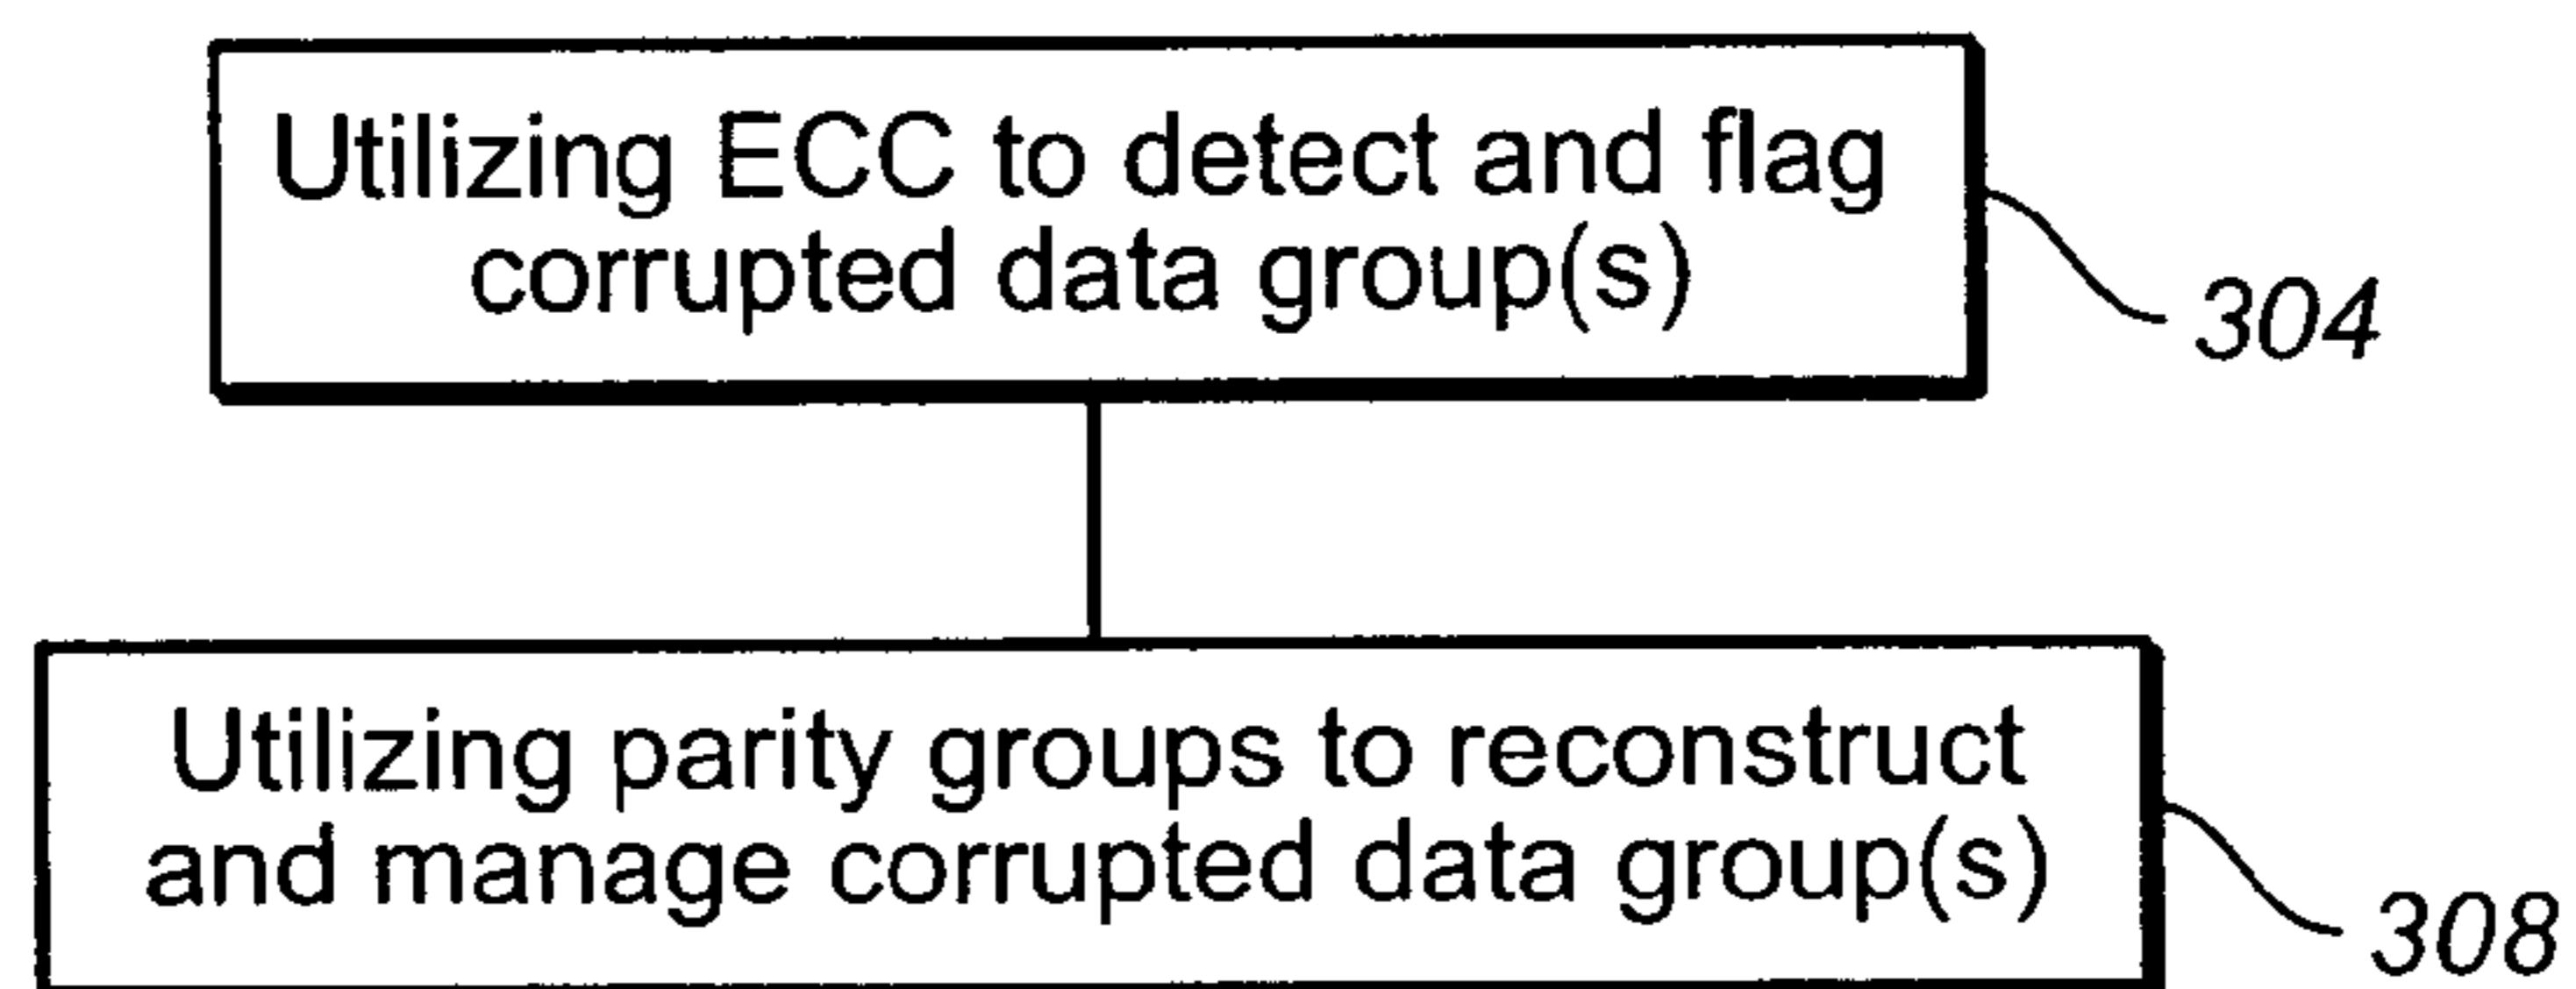 Utilizing ECC to detect and flag
corrupted data group(s)
304
Utilizing parity groups to reconstruct
and manage corrupted data group(s)
308